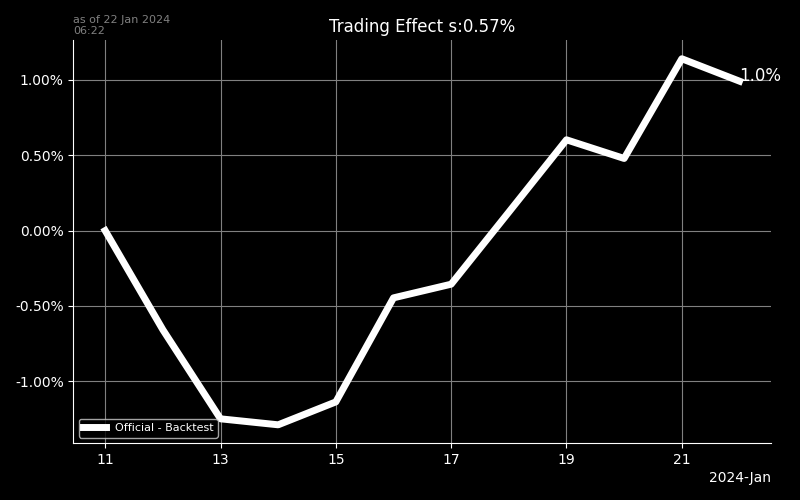 as of 22 Jan 2024
06:22
Trading Effect s:0.57%
1.00%
0.50%
0.00%
-0.50%
-1.00%
1.0%
Official - Backtest
11 13 15 17 19 21
2024-Jan